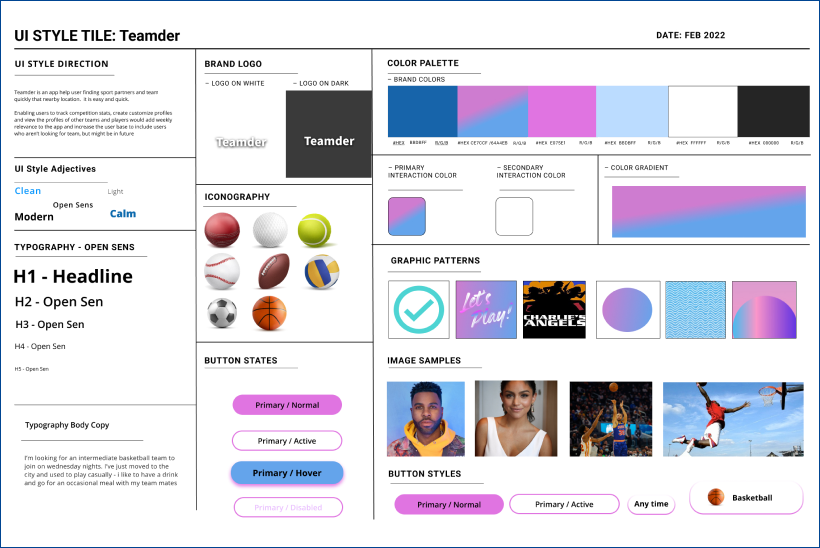 UI STYLE TILE: Teamder
DATE: FEB 2022
UI STYLE DIRECTION
Teamder is an app help user finding sport partners and team
quickly that nearby location.  it is easy and quick.
Enabling users to track competition stats, create customize profiles
and view the profiles of other teams and players would add weekly
relevance to the app and increase the user base to include users
who aren't looking for team, but might be in future
UI Style Adjectives
Clean
Light
Open Sans
Modern
Calm
TYPOGRAPHY - OPEN SENS
H1 - Headline
H2 - Open Sen
H3 - Open Sen
H4 - Open Sen
H5 - Open Sen
Typography Body Copy
I'm looking for an intermediate basketball team to
join on wednesday nights. I've just moved to the
city and used to play casually - i like to have a drink
and go for an occasional meal with my team mates
BRAND LOGO
– LOGO ON WHITE
– LOGO ON DARK
Teamder
Teamder
ICONOGRAPHY
BUTTON STATES
Primary / Normal
Primary / Active
Primary / Hover
Primary / Disabled
COLOR PALETTE
– BRAND COLORS
#HEX BBDBFF R/G/B
#HEX CE7CCF /64A4EB R/G/B
#HEX E075E1 R/G/B
#HEX BBDBFF R/G/B
#HEX FFFFFF R/G/B
#HEX 000000 R/G/B
– PRIMARY
INTERACTION COLOR
– SECONDARY
INTERACTION COLOR
– COLOR GRADIENT
GRAPHIC PATTERNS
Let's
Play!
CHARLIE'S
ANGELS
IMAGE SAMPLES
BUTTON STYLES
Primary / Normal
Primary / Active
Any time
Basketball